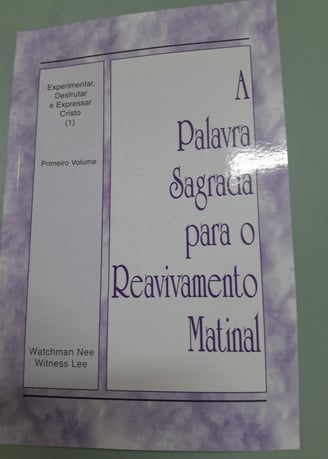 Experimentar,
Desfrutar
e Expressar
Cristo
(1)
Primeiro Volume
Watchman Nee
Witness Lee
A
Palavra
Sagrada
para o
Reavivamento
Matinal